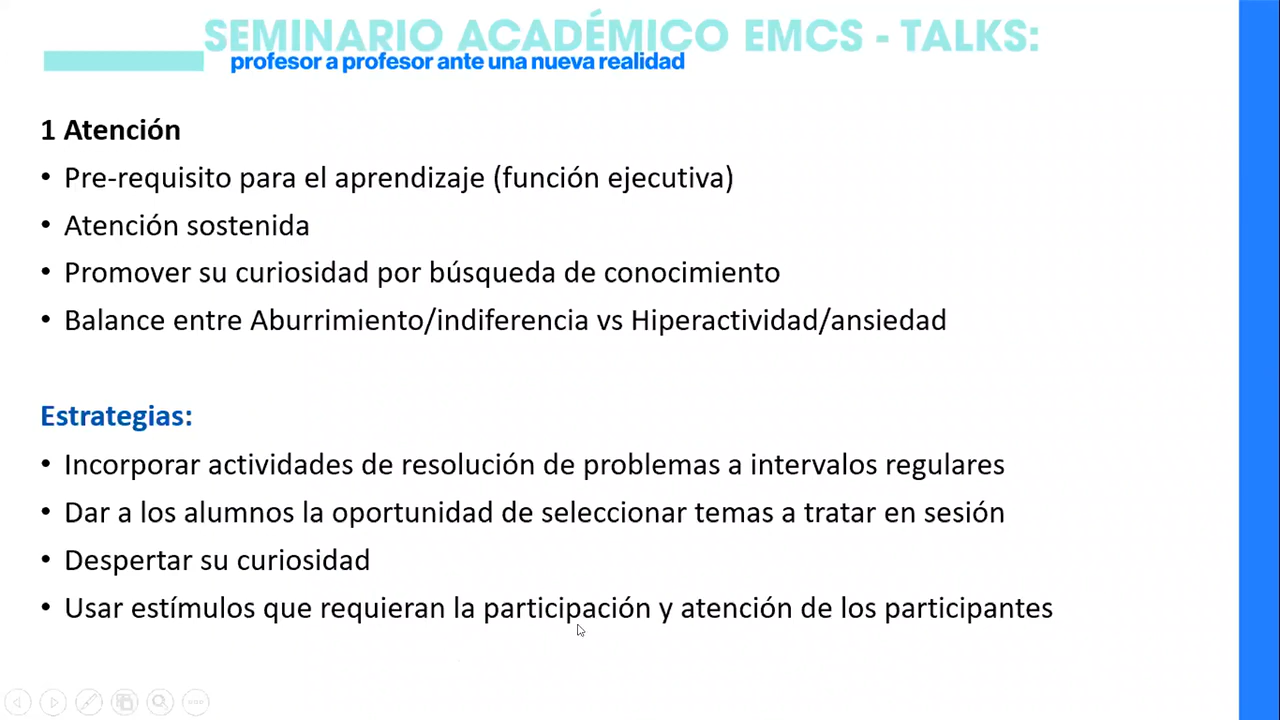 SEMINARIO ACADÉMICO EMCS - TALKS:
profesor a profesor ante una nueva realidad
1 Atención
• Pre-requisito para el aprendizaje (función ejecutiva)
• Atención sostenida
• Promover su curiosidad por búsqueda de conocimiento
• Balance entre Aburrimiento/indiferencia vs Hiperactividad/ansiedad
Estrategias:
• Incorporar actividades de resolución de problemas a intervalos regulares
• Dar a los alumnos la oportunidad de seleccionar temas a tratar en sesión
• Despertar su curiosidad
• Usar estímulos que requieran la participación y atención de los participantes